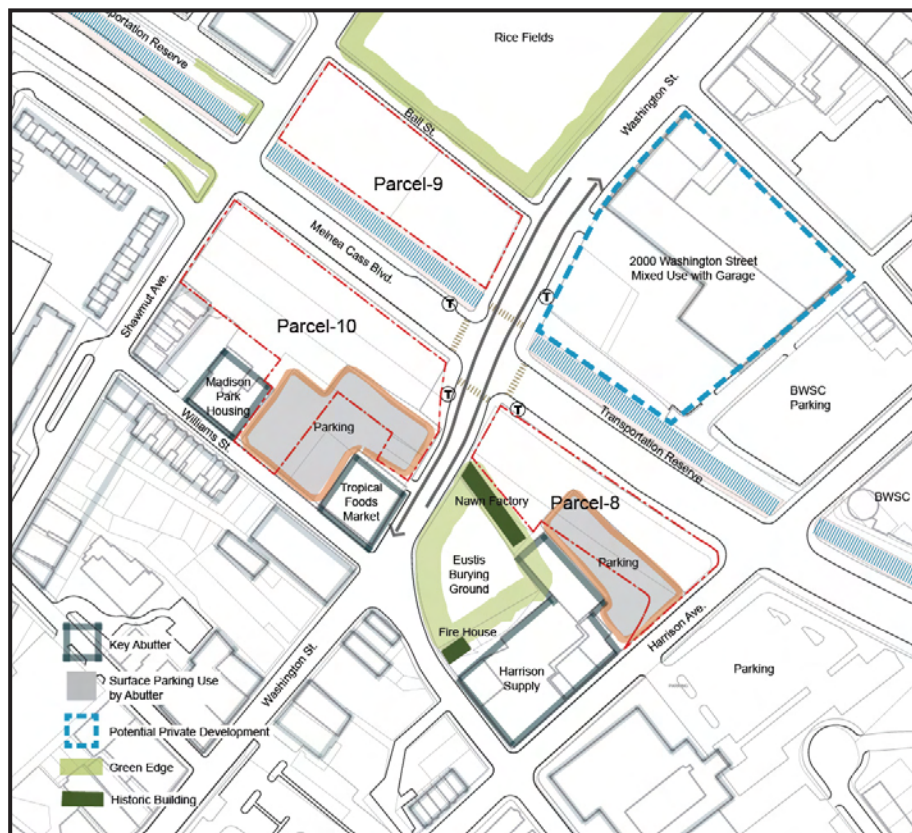 nsportation Reserve
Rice Fields
Washington St.
Ball St.
Parcel-9
Melnea Cass Blvd.
2000 Washington Street
Mixed Use with Garage
Shawmut Ave.
T
T
Parcel-10
Madison
Park
Housing
T
T
BWSC
Parking
Williams St.
Parking
Transportation Reserve
Tropical
Foods
Market
Nawn Factory
Parcel-8
BWSC
Parking
Eustis
Burying
Ground
Harrison Ave.
Fire House
Harrison
Supply
Parking
Washington St.
Key Abutter
Surface Parking Use
by Abutter
Potential Private Development
Green Edge
Historic Building